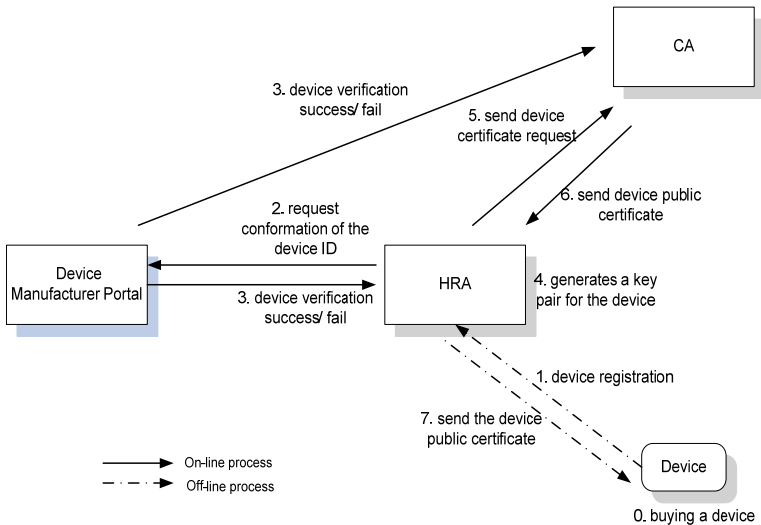 CA
3. device verification
success/ fail
5. send device
certificate request
6. send device public
certificate
2. request
conformation of the
device ID
Device
Manufacturer Portal
HRA
4. generates a key
pair for the device
3. device verification
success/ fail
1. device registration
7. send the device
public certificate
Device
On-line process
Off-line process
0. buying a device